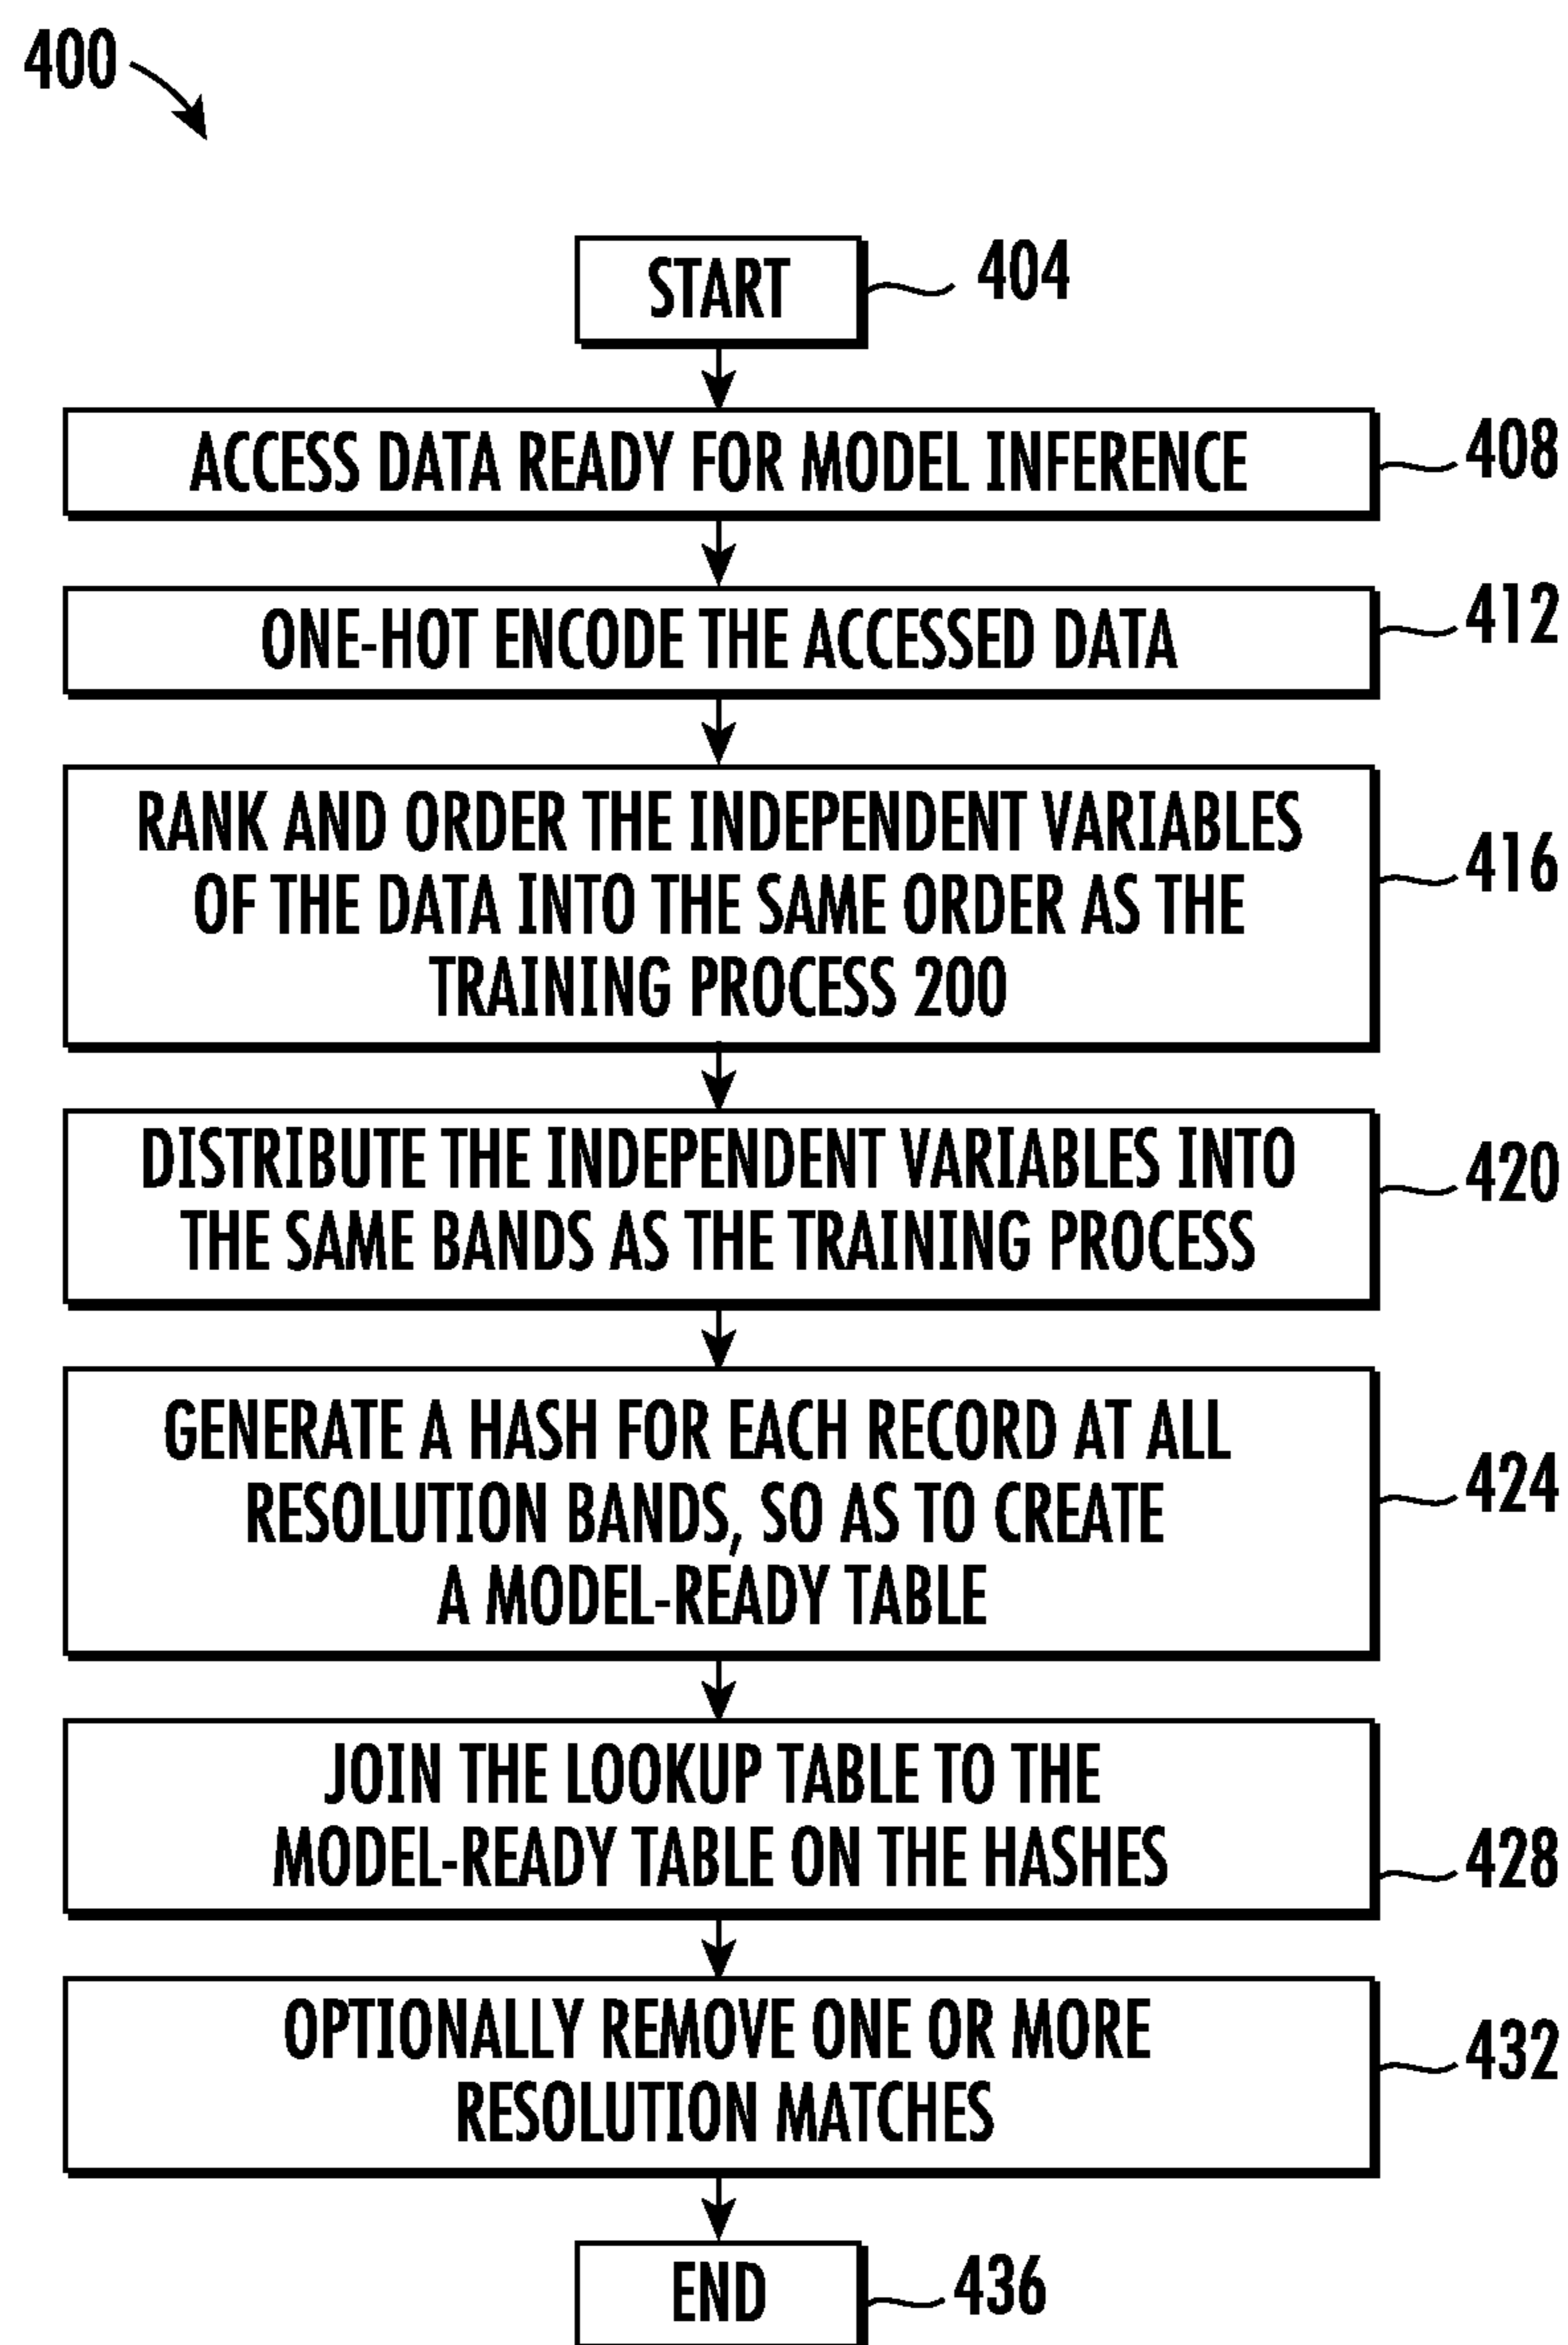 400
START
404
ACCESS DATA READY FOR MODEL INFERENCE
408
ONE-HOT ENCODE THE ACCESSED DATA
412
RANK AND ORDER THE INDEPENDENT VARIABLES
OF THE DATA INTO THE SAME ORDER AS THE
TRAINING PROCESS 200
416
DISTRIBUTE THE INDEPENDENT VARIABLES INTO
THE SAME BANDS AS THE TRAINING PROCESS
420
GENERATE A HASH FOR EACH RECORD AT ALL
RESOLUTION BANDS, SO AS TO CREATE
A MODEL-READY TABLE
424
JOIN THE LOOKUP TABLE TO THE
MODEL-READY TABLE ON THE HASHES
428
OPTIONALLY REMOVE ONE OR MORE
RESOLUTION MATCHES
432
END
436